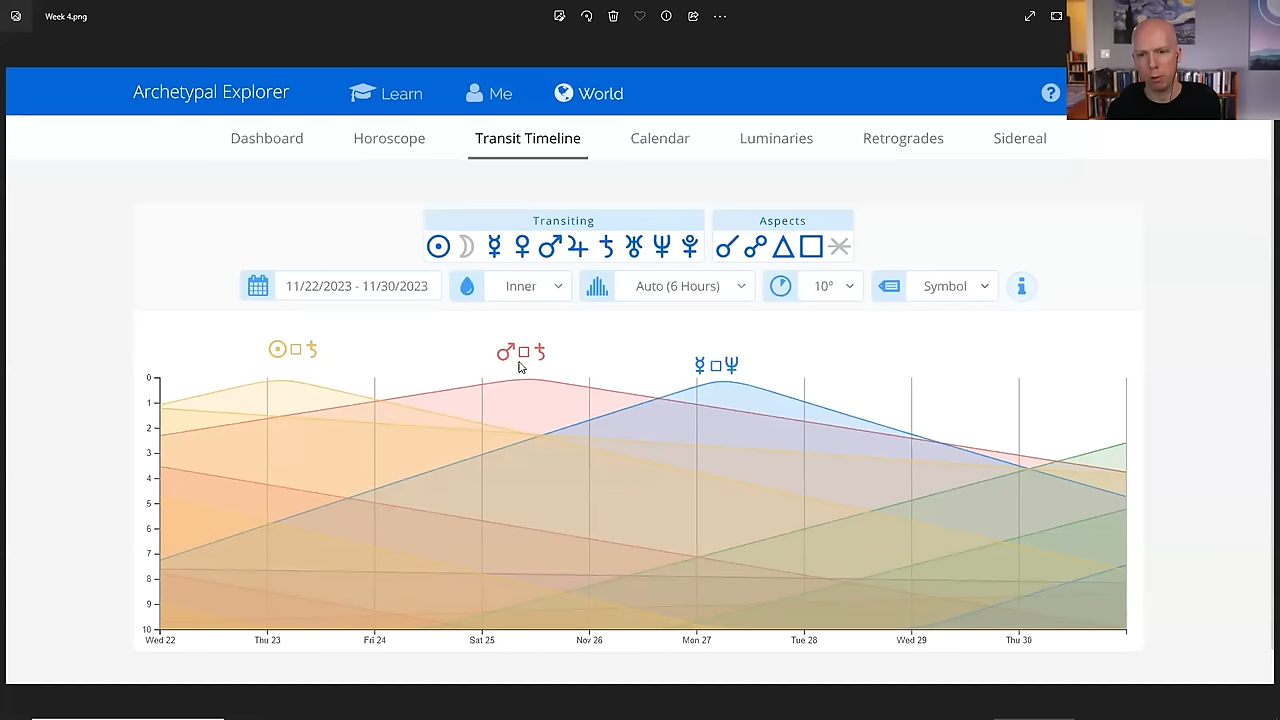 Week 4.png
Archetypal Explorer Learn Me World ?
Dashboard Horoscope Transit Timeline Calendar Luminaries Retrogrades Sidereal
Transiting Aspects
☉ ☽ ☿ ♀ ♂ ♃ ♄ ♅ ♆ ♇ ☌ ☍ △ □ ⚹
11/22/2023 - 11/30/2023 Inner Auto (6 Hours) 10° Symbol i
☉□♄ ♂□♄ ☿□♆
0
1
2
3
4
5
6
7
8
9
10
Wed 22 Thu 23 Fri 24 Sat 25 Nov 26 Mon 27 Tue 28 Wed 29 Thu 30